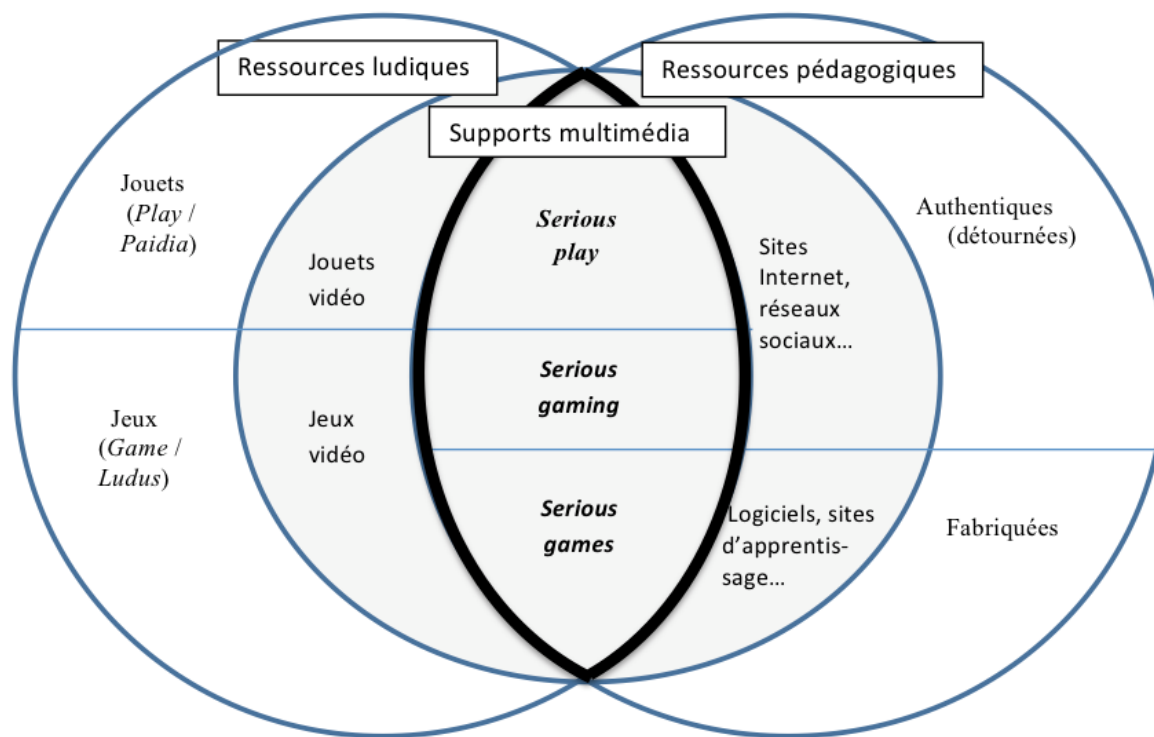 Ressources ludiques
Ressources pédagogiques
Supports multimédia
Jouets
(Play /
Paidia)
Jouets
vidéo
Serious
play
Sites
Internet,
réseaux
sociaux…
Authentiques
(détournées)
Jeux
(Game /
Ludus)
Jeux
vidéo
Serious
gaming
Serious
games
Logiciels, sites
d’apprentis-
sage…
Fabriquées